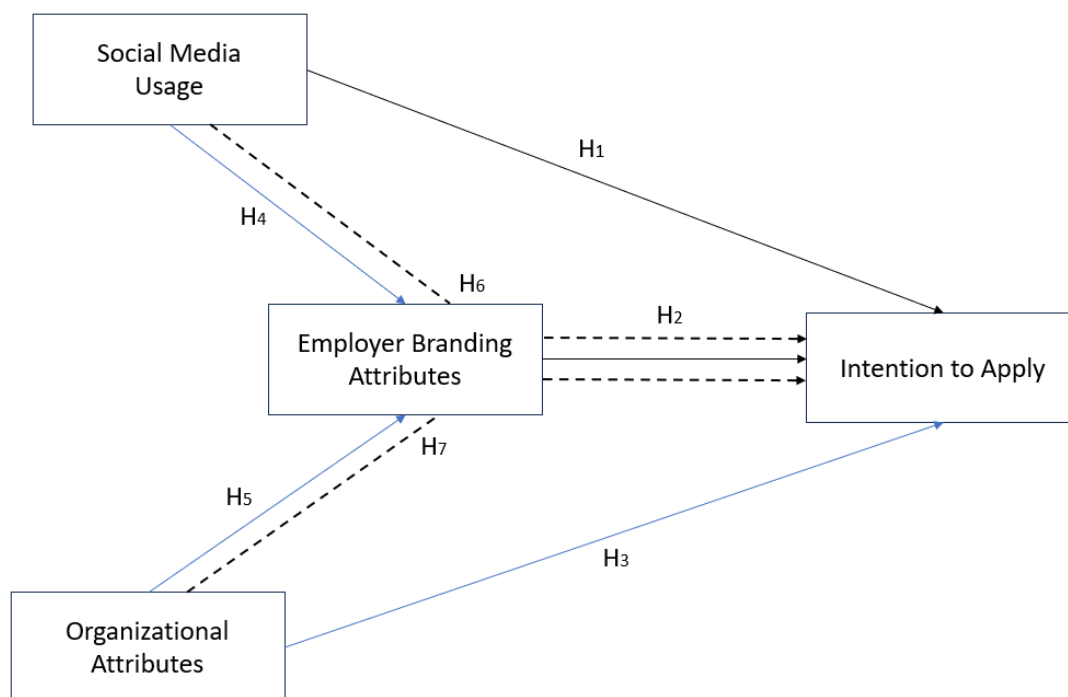 Social Media
Usage
H1
H4
H6
H2
Employer Branding
Attributes
Intention to Apply
H7
H5
H3
Organizational
Attributes